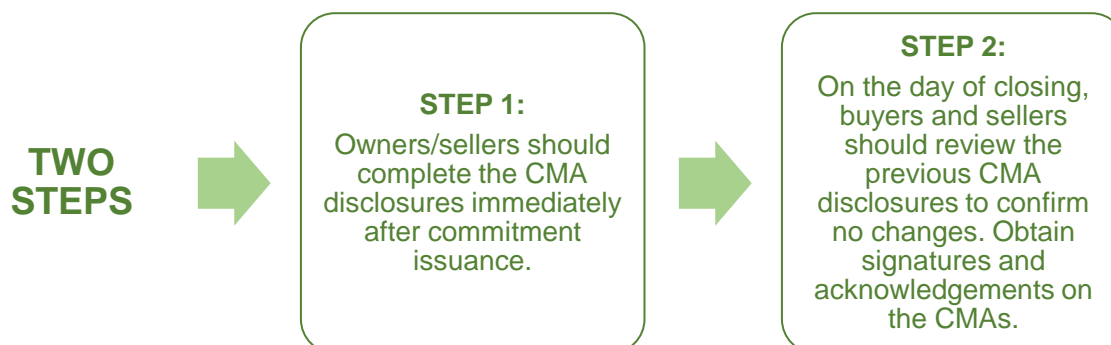 TWO
STEPS
STEP 1:
Owners/sellers should
complete the CMA
disclosures immediately
after commitment
issuance.
STEP 2:
On the day of closing,
buyers and sellers
should review the
previous CMA
disclosures to confirm
no changes. Obtain
signatures and
acknowledgements on
the CMAs.